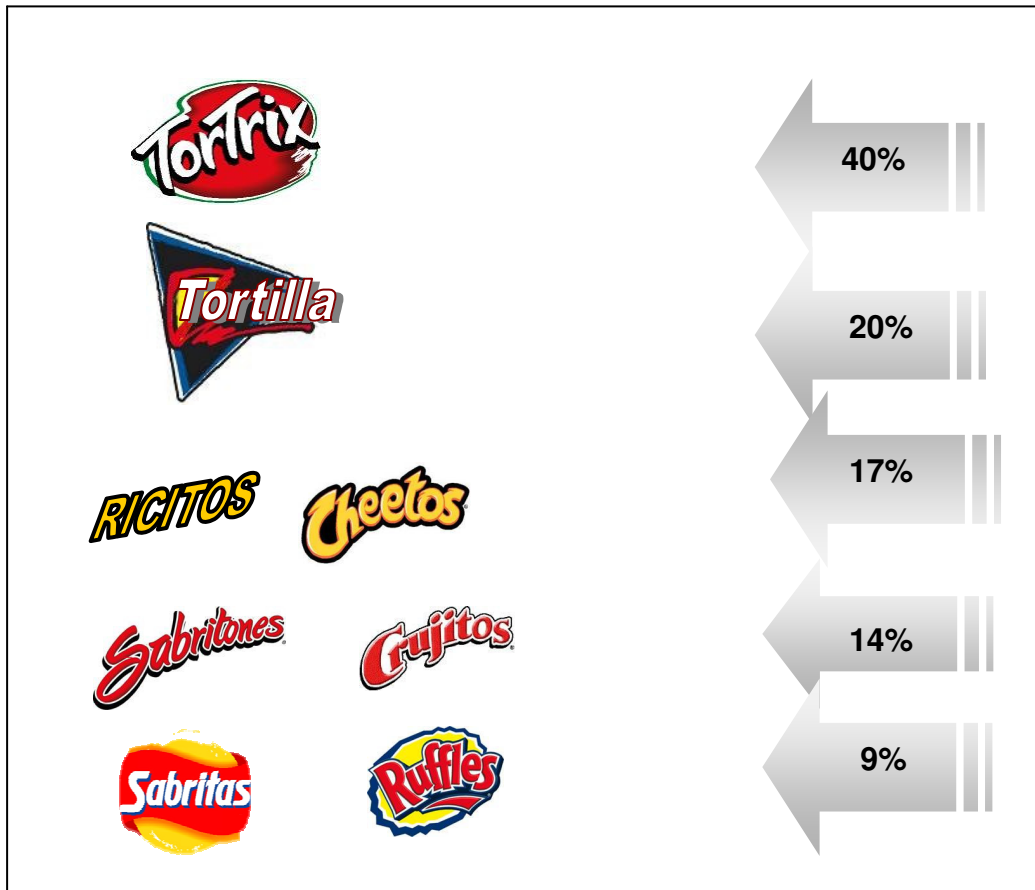 TorTrix
40%
Tortilla
20%
RICITOS
Cheetos
17%
Sabritones
Crujitos
14%
Sabritas
Ruffles
9%